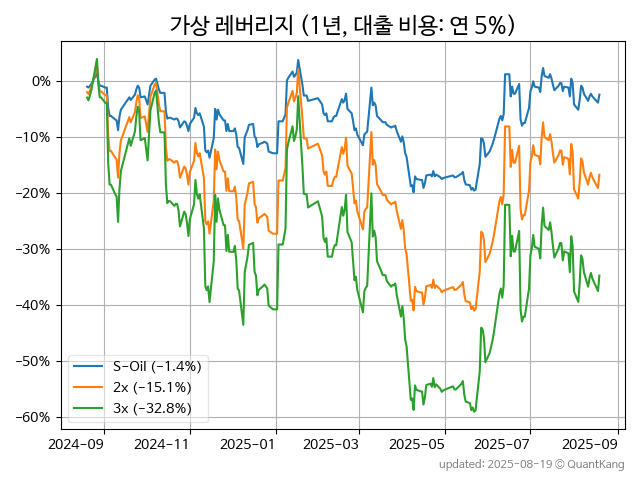 가상 레버리지 (1년, 대출 비용: 연 5%)
0%
−10%
−20%
−30%
−40%
−50%
−60%
S-Oil (−1.4%)
2x (−15.1%)
3x (−32.8%)
2024-09 2024-11 2025-01 2025-03 2025-05 2025-07 2025-09
updated: 2025-08-19 © QuantKang